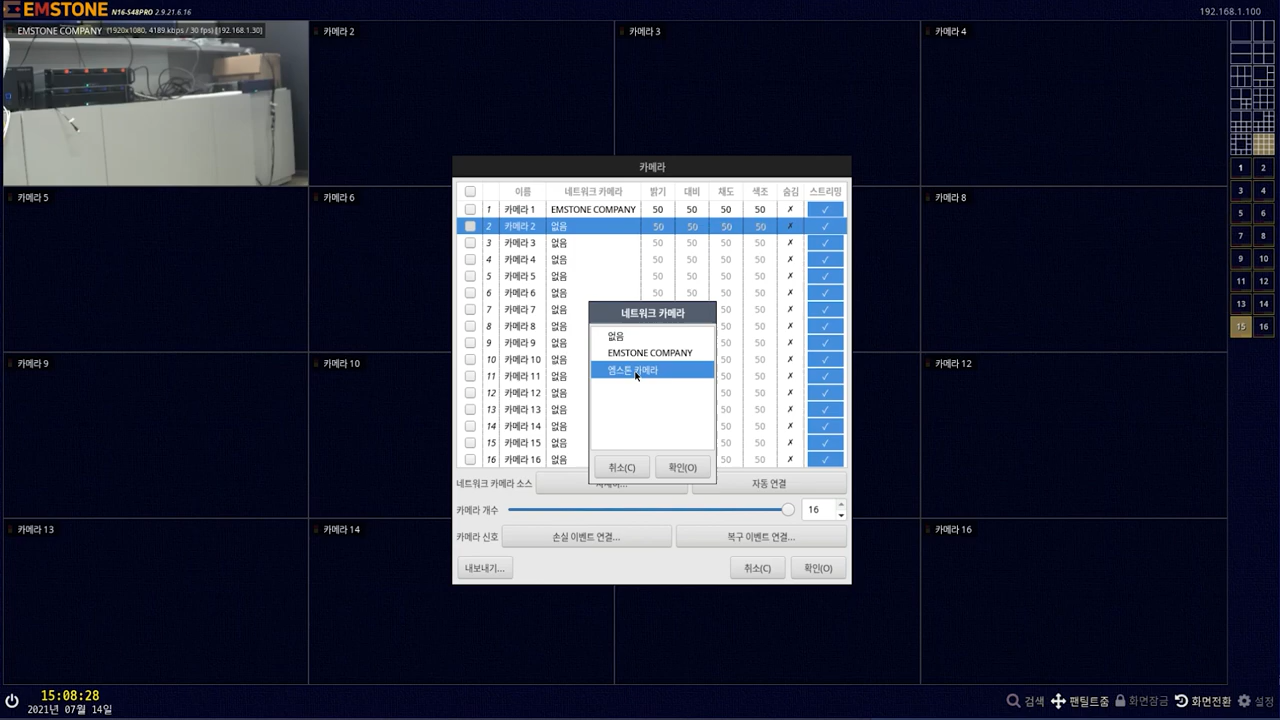 EMSTONE N16-S48PRO 2.9.21.6.16
192.168.1.100
EMSTONE COMPANY (1920x1080, 4189.kbps / 30 fps) [192.168.1.30]
카메라 2
카메라 3
카메라 4
카메라 5
카메라 6
카메라 8
카메라 9
카메라 10
카메라 12
카메라 13
카메라 14
카메라 16
카메라
이름 네트워크 카메라 밝기 대비 채도 색조 숨김 스트리밍
1 카메라 1 EMSTONE COMPANY 50 50 50 50 ✗ ✓
2 카메라 2 없음 50 50 50 50 ✗ ✓
3 카메라 3 없음 50 50 50 50 ✗ ✓
4 카메라 4 없음 50 50 50 50 ✗ ✓
5 카메라 5 없음 50 50 50 50 ✗ ✓
6 카메라 6 없음 50 50 50 50 ✗ ✓
7 카메라 7 없음 50 50 ✗ ✓
8 카메라 8 없음 50 50 ✗ ✓
9 카메라 9 없음 50 50 ✗ ✓
10 카메라 10 없음 50 50 ✗ ✓
11 카메라 11 없음 50 50 ✗ ✓
12 카메라 12 없음 50 50 ✗ ✓
13 카메라 13 없음 50 50 ✗ ✓
14 카메라 14 없음 50 50 ✗ ✓
15 카메라 15 없음 50 50 ✗ ✓
16 카메라 16 없음 50 50 ✗ ✓
네트워크 카메라
없음
EMSTONE COMPANY
엠스톤 카메라
취소(C) 확인(O)
네트워크 카메라 소스 자동 연결
카메라 개수 16
카메라 신호 손실 이벤트 연결... 복구 이벤트 연결...
내보내기... 취소(C) 확인(O)
1 2
3 4
5 6
7 8
9 10
11 12
13 14
15 16
15:08:28
2021년 07월 14일
검색 팬틸트줌 화면잠금 화면전환 설정